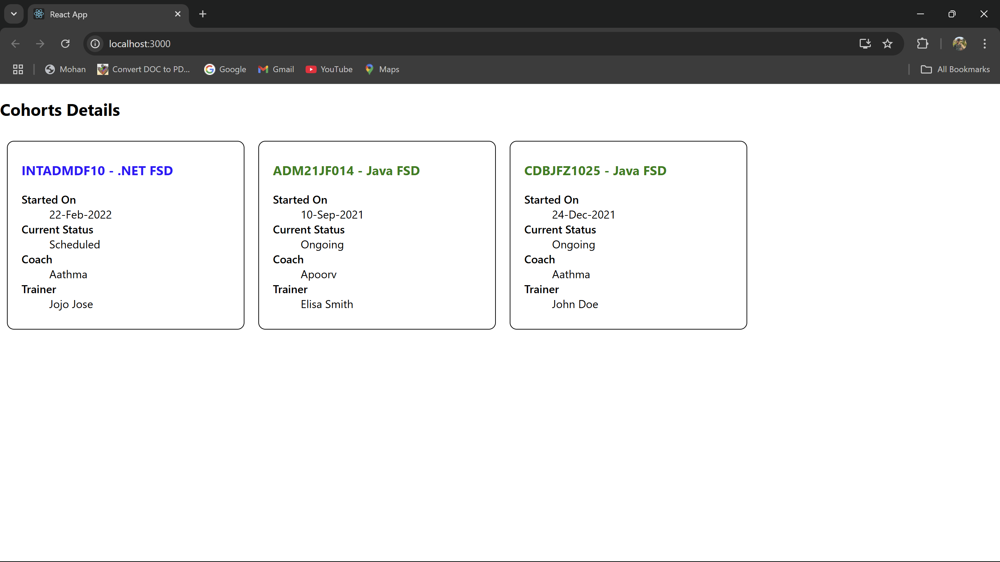 React App
localhost:3000
Mohan
Convert DOC to PD...
Google
Gmail
YouTube
Maps
All Bookmarks
Cohorts Details
INTADMDF10 - .NET FSD
Started On
22-Feb-2022
Current Status
Scheduled
Coach
Aathma
Trainer
Jojo Jose
ADM21JF014 - Java FSD
Started On
10-Sep-2021
Current Status
Ongoing
Coach
Apoorv
Trainer
Elisa Smith
CDBJFZ1025 - Java FSD
Started On
24-Dec-2021
Current Status
Ongoing
Coach
Aathma
Trainer
John Doe